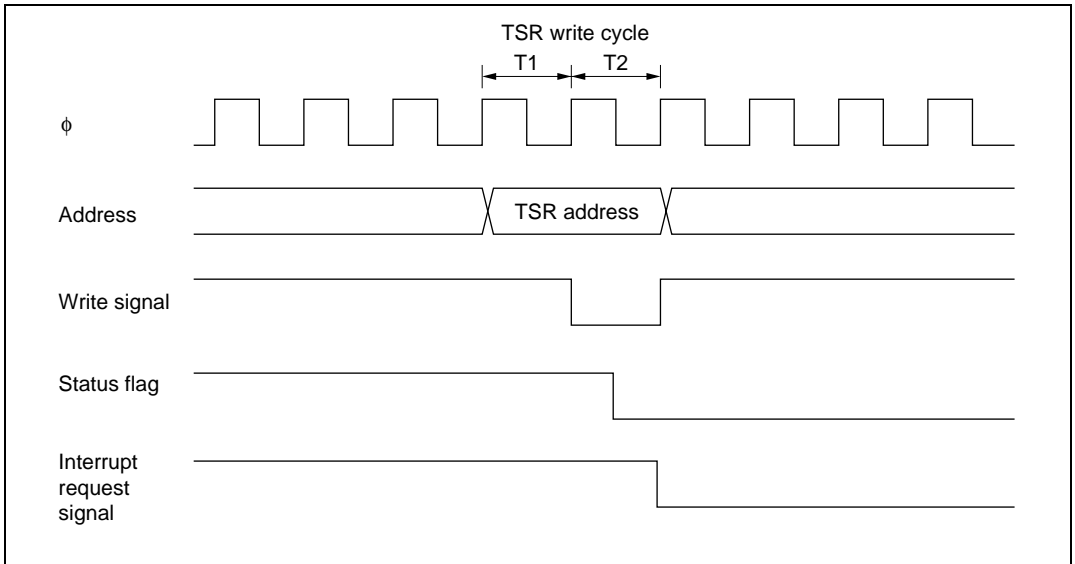 TSR write cycle
T1 T2
ϕ
Address
TSR address
Write signal
Status flag
Interrupt
request
signal